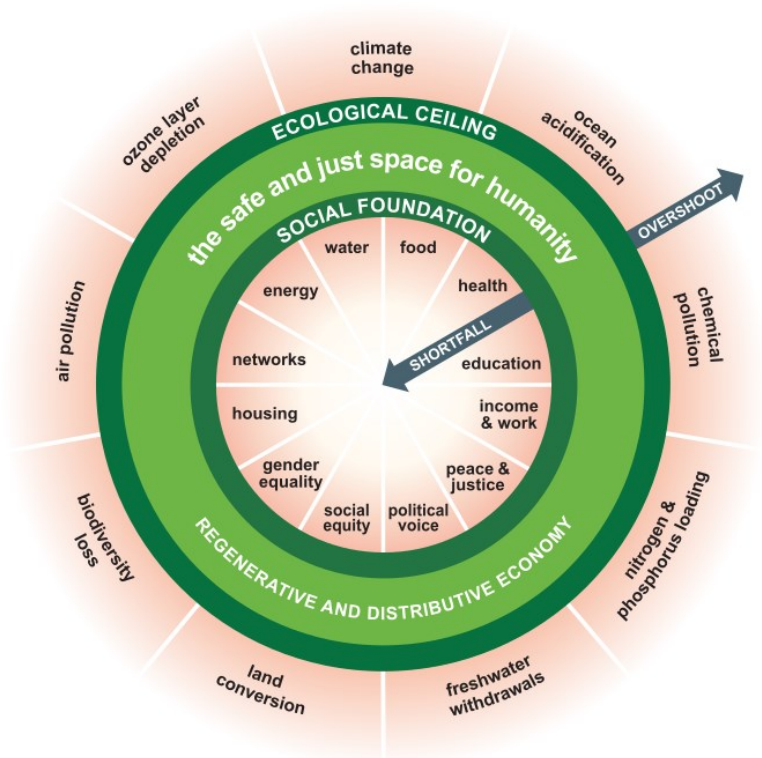 climate
change
ozone layer
depletion
ocean
acidification
ECOLOGICAL CEILING
the safe and just space for humanity
OVERSHOOT
SOCIAL FOUNDATION
water
food
energy
health
SHORTFALL
air pollution
chemical
pollution
networks
education
housing
income
& work
gender
equality
peace &
justice
social
equity
political
voice
biodiversity
loss
nitrogen &
phosphorus loading
REGENERATIVE AND DISTRIBUTIVE ECONOMY
land
conversion
freshwater
withdrawals